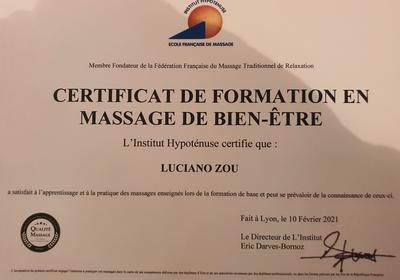 INSTITUT HYPOTÉNUSE
ECOLE FRANÇAISE DE MASSAGE
Membre Fondateur de la Fédération Française du Massage Traditionnel de Relaxation
CERTIFICAT DE FORMATION EN
MASSAGE DE BIEN-ÊTRE
L'Institut Hypoténuse certifie que :
LUCIANO ZOU
a satisfait à l'apprentissage et à la pratique des massages enseignés lors de la formation de base et peut se prévaloir de la connaissance de ceux-ci.
Fait à Lyon, le 10 Février 2021
Le Directeur de L'Institut
Eric Darves-Bornoz
QUALITÉ
MASSAGE